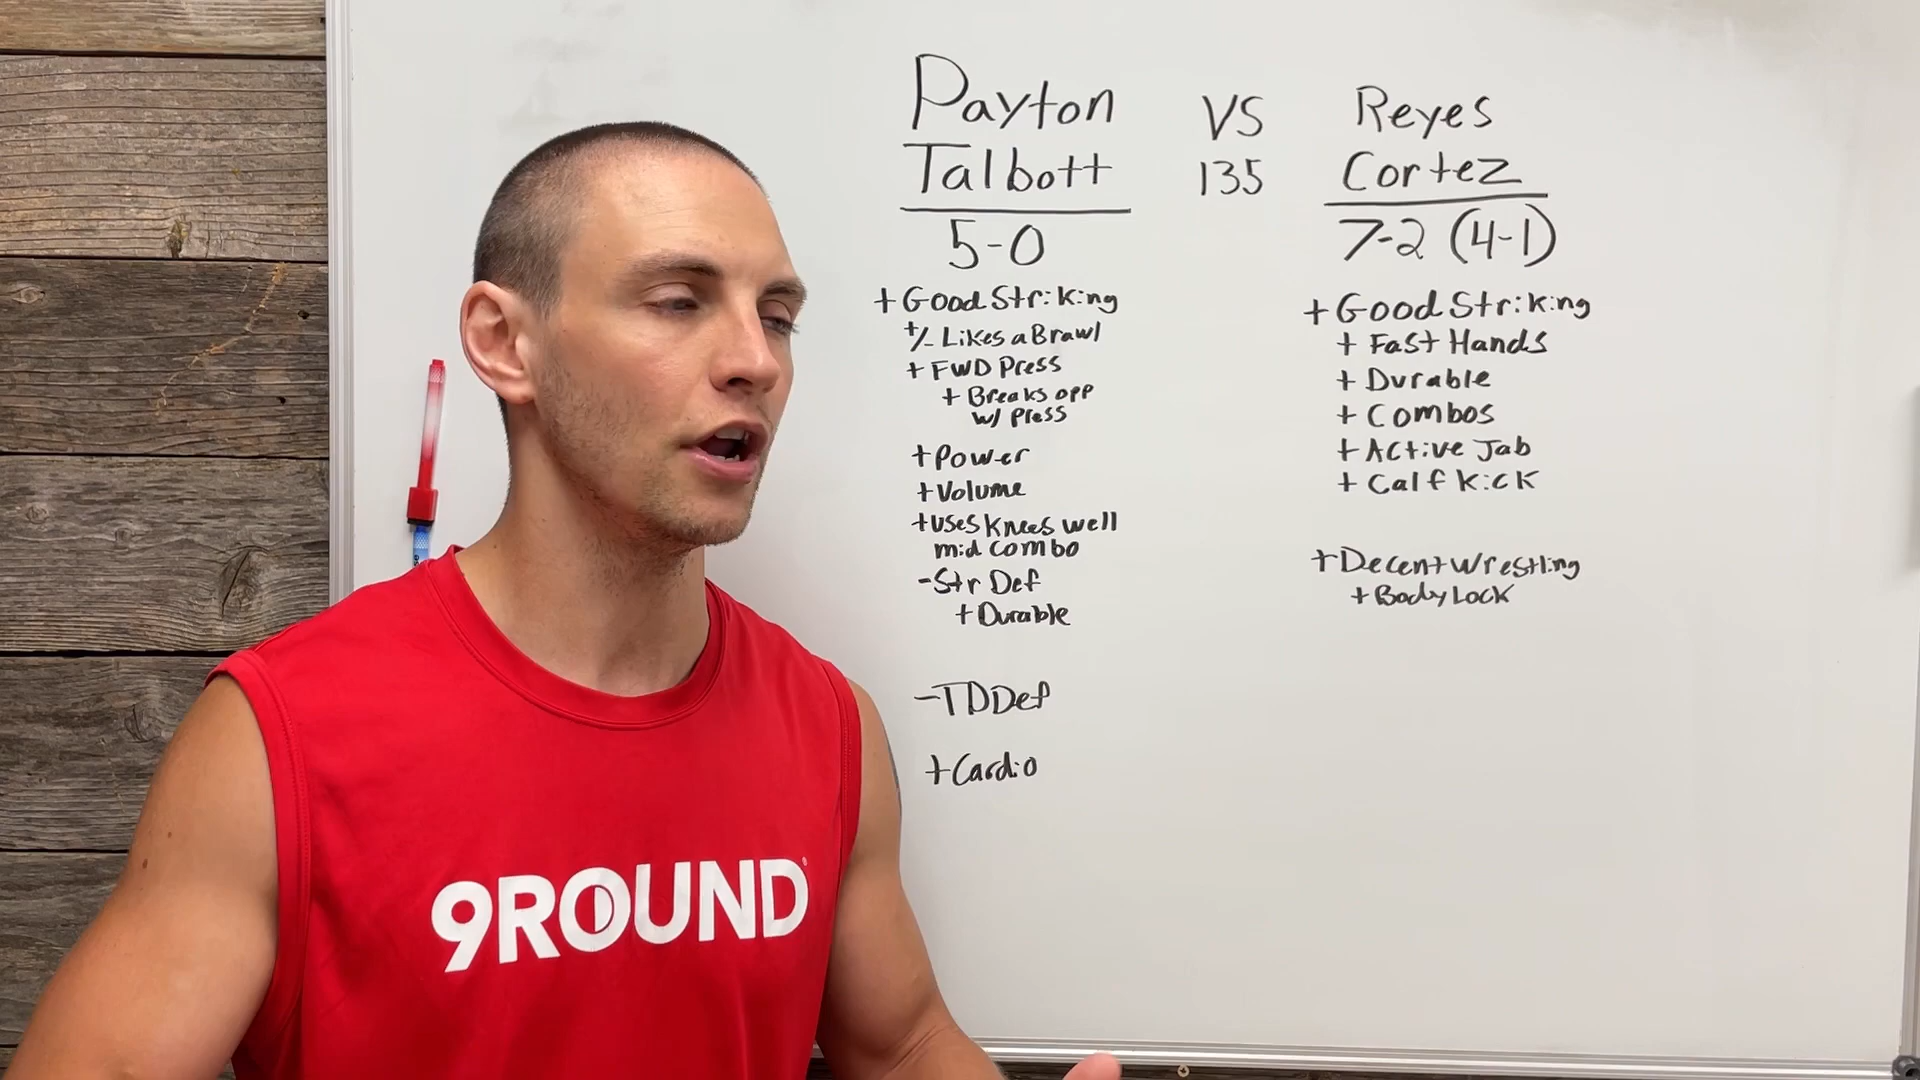 Payton
Talbott
5-0
+ Good Striking
+/- Likes a Brawl
+ FWD Press
+ Breaks opp
w/ press
+ Power
+ Volume
+ uses knees well
mid combo
- Str Def
+ Durable
- TDDef
+ Cardio
VS
135
Reyes
Cortez
7-2 (4-1)
+ Good Striking
+ Fast Hands
+ Durable
+ Combos
+ Active Jab
+ Calf kick
+ Decent wrestling
+ Body Lock
9ROUND